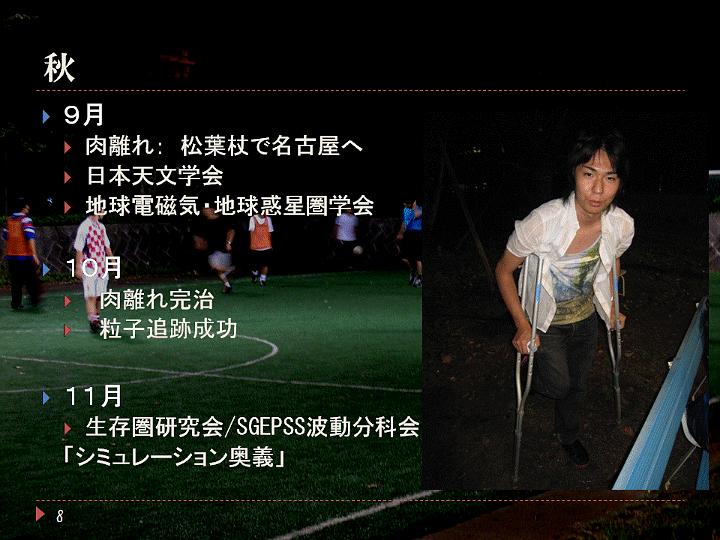 秋
９月
肉離れ： 松葉杖で名古屋へ
日本天文学会
地球電磁気・地球惑星圏学会
１０月
肉離れ完治
粒子追跡成功
１１月
生存圏研究会/SGEPSS波動分科会
「シミュレーション奥義」
8